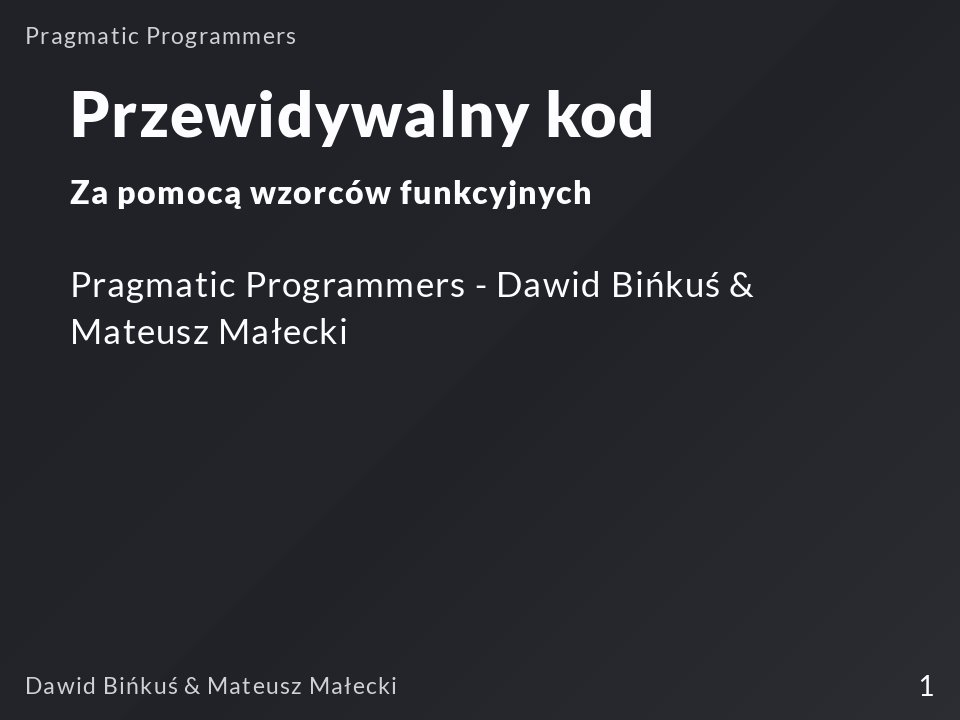 Pragmatic Programmers
Przewidywalny kod
Za pomocą wzorców funkcyjnych
Pragmatic Programmers - Dawid Bińkuś &
Mateusz Małecki
Dawid Bińkuś & Mateusz Małecki
1